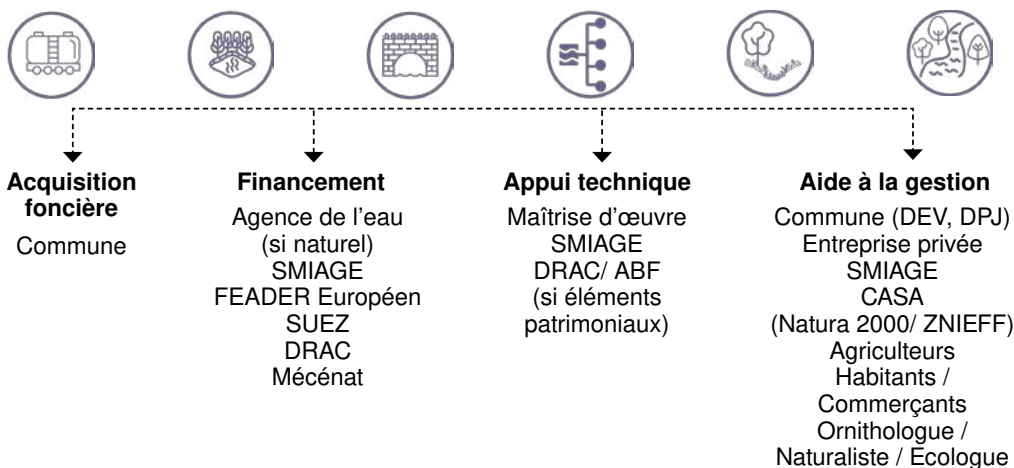 Acquisition
foncière
Commune
Financement
Agence de l'eau
(si naturel)
SMIAGE
FEADER Européen
SUEZ
DRAC
Mécénat
Appui technique
Maîtrise d'œuvre
SMIAGE
DRAC/ ABF
(si éléments
patrimoniaux)
Aide à la gestion
Commune (DEV, DPJ)
Entreprise privée
SMIAGE
CASA
(Natura 2000/ ZNIEFF)
Agriculteurs
Habitants /
Commerçants
Ornithologue /
Naturaliste / Ecologue